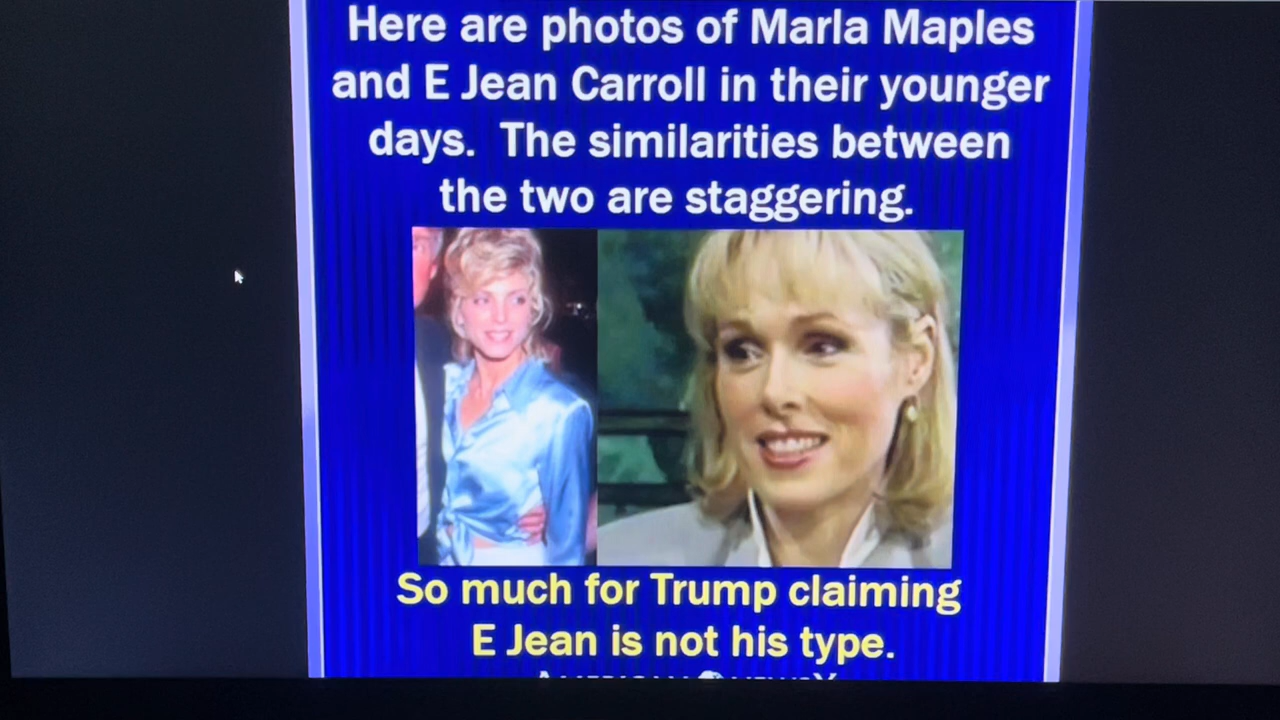 Here are photos of Marla Maples
and E Jean Carroll in their younger
days. The similarities between
the two are staggering.
So much for Trump claiming
E Jean is not his type.